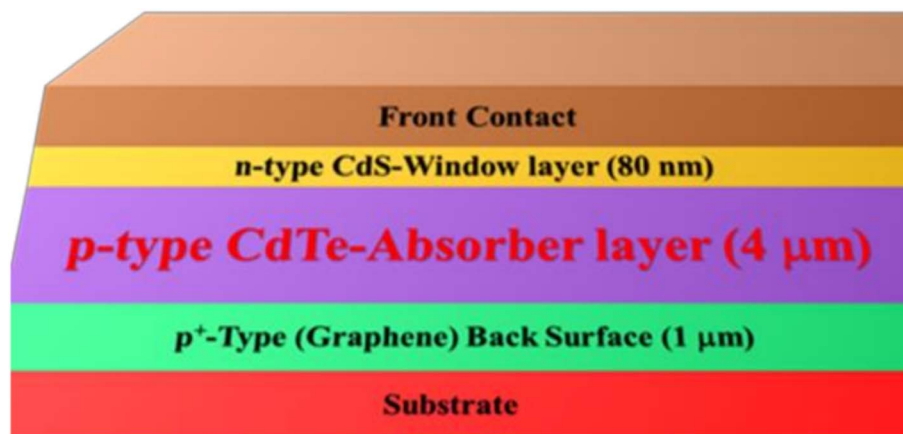 Front Contact
n-type CdS-Window layer (80 nm)
p-type CdTe-Absorber layer (4 μm)
p⁺-Type (Graphene) Back Surface (1 μm)
Substrate